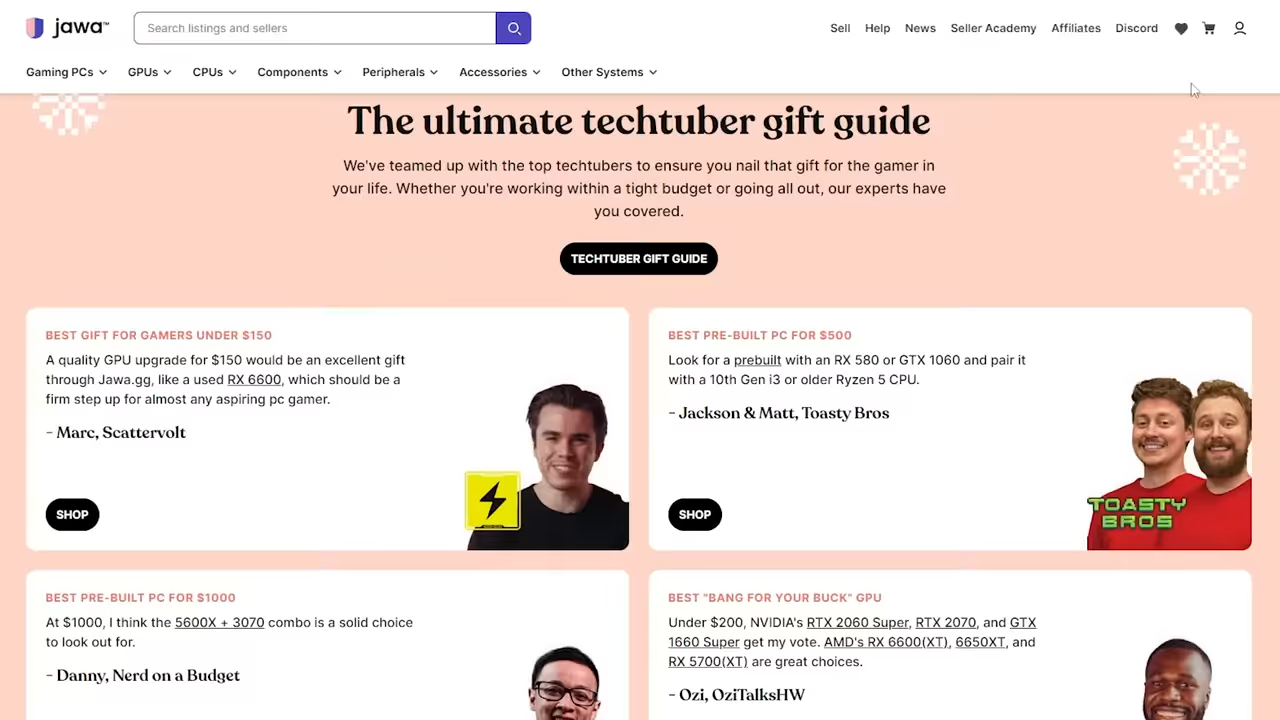 jawa™
Search listings and sellers
Sell
Help
News
Seller Academy
Affiliates
Discord
Gaming PCs
GPUs
CPUs
Components
Peripherals
Accessories
Other Systems
The ultimate techtuber gift guide
We've teamed up with the top techtubers to ensure you nail that gift for the gamer in
your life. Whether you're working within a tight budget or going all out, our experts have
you covered.
TECHTUBER GIFT GUIDE
BEST GIFT FOR GAMERS UNDER $150
A quality GPU upgrade for $150 would be an excellent gift
through Jawa.gg, like a used RX 6600, which should be a
firm step up for almost any aspiring pc gamer.
- Marc, Scattervolt
SHOP
BEST PRE-BUILT PC FOR $500
Look for a prebuilt with an RX 580 or GTX 1060 and pair it
with a 10th Gen i3 or older Ryzen 5 CPU.
- Jackson & Matt, Toasty Bros
SHOP
TOASTY
BROS
BEST PRE-BUILT PC FOR $1000
At $1000, I think the 5600X + 3070 combo is a solid choice
to look out for.
- Danny, Nerd on a Budget
BEST "BANG FOR YOUR BUCK" GPU
Under $200, NVIDIA's RTX 2060 Super, RTX 2070, and GTX
1660 Super get my vote. AMD's RX 6600(XT), 6650XT, and
RX 5700(XT) are great choices.
- Ozi, OziTalksHW